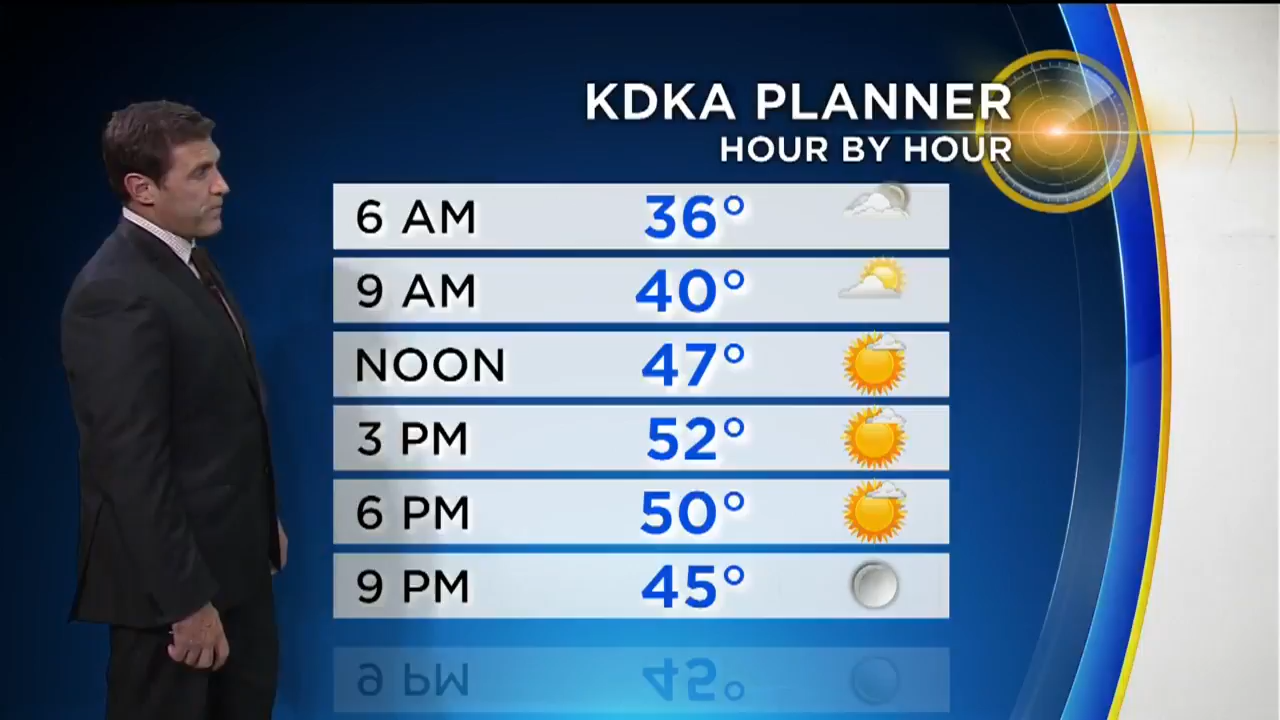 KDKA PLANNER
HOUR BY HOUR
6 AM 36°
9 AM 40°
NOON 47°
3 PM 52°
6 PM 50°
9 PM 45°